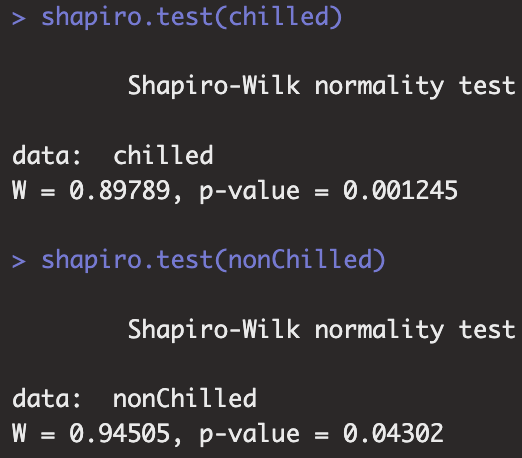 > shapiro.test(chilled)
Shapiro-Wilk normality test
data:  chilled
W = 0.89789, p-value = 0.001245
> shapiro.test(nonChilled)
Shapiro-Wilk normality test
data:  nonChilled
W = 0.94505, p-value = 0.04302